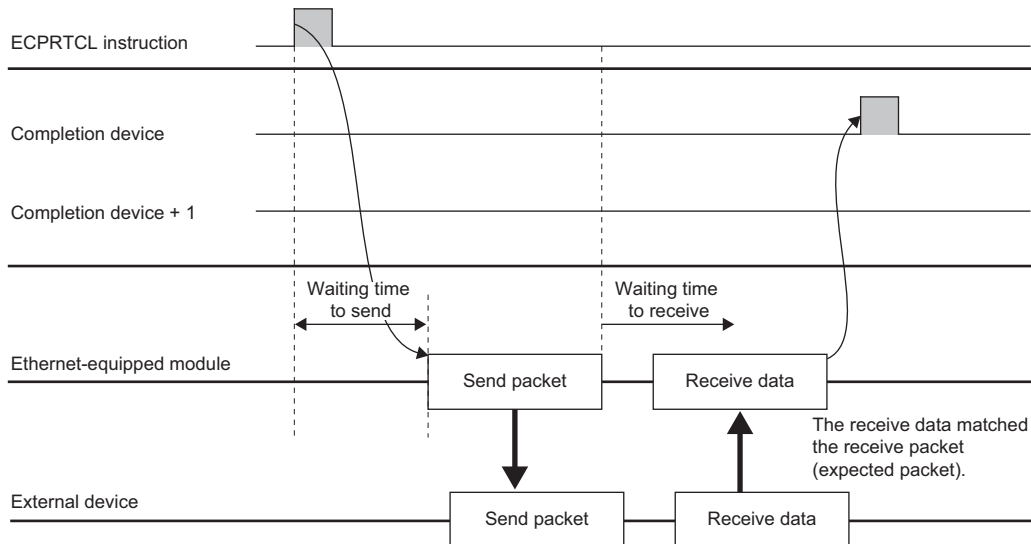 ECPRTCL instruction
Completion device
Completion device + 1
Waiting time
to send
Waiting time
to receive
Ethernet-equipped module
Send packet
Receive data
The receive data matched
the receive packet
(expected packet).
External device
Send packet
Receive data